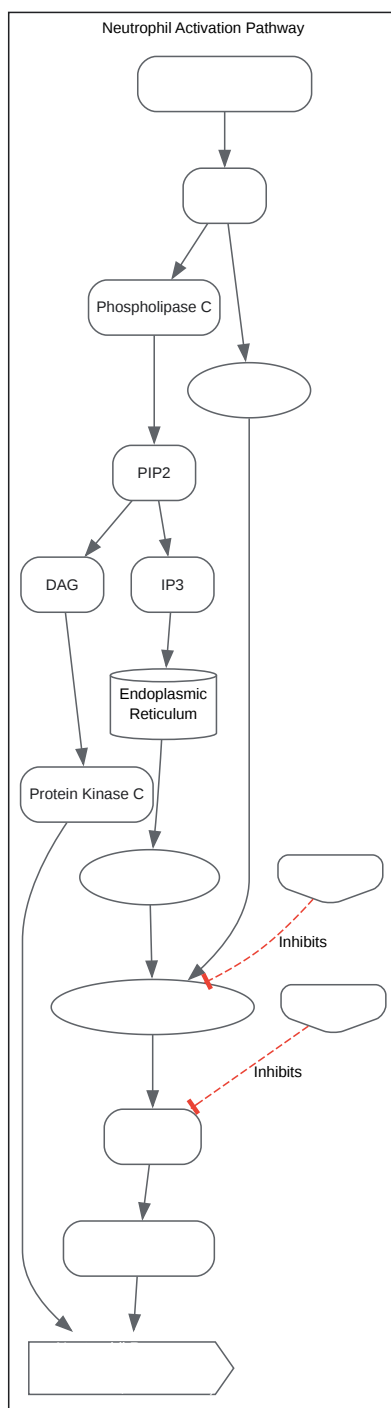 Neutrophil Activation Pathway
Phospholipase C
PIP2
DAG
IP3
Endoplasmic
Reticulum
Protein Kinase C
Inhibits
Inhibits